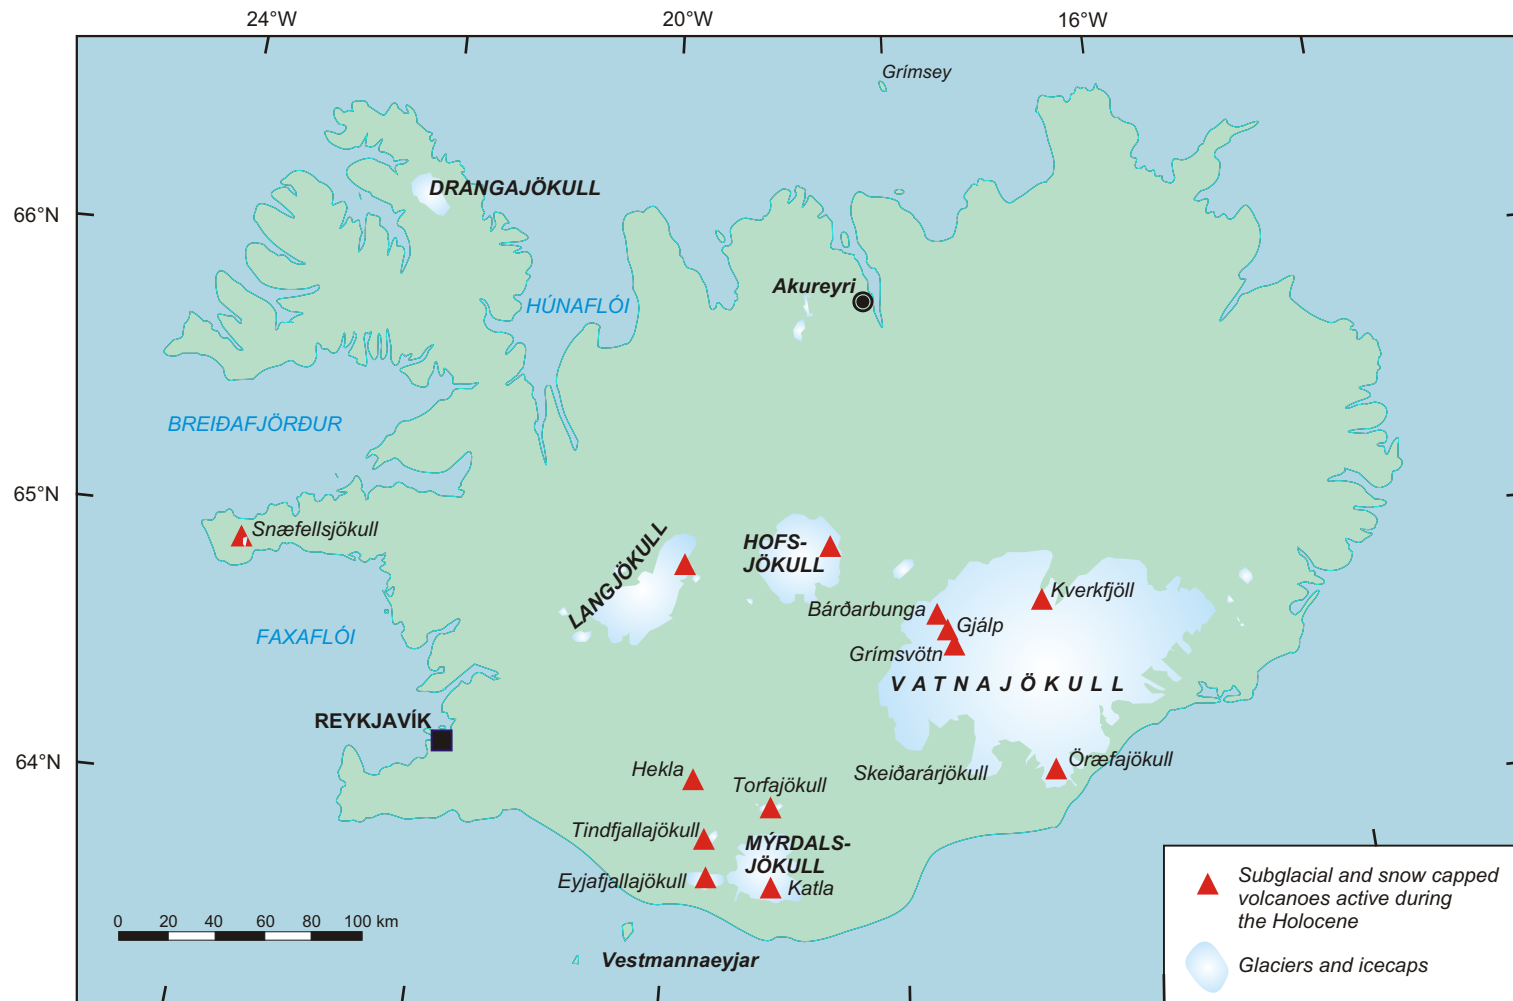 24°W
20°W
16°W
Grímsey
DRANGAJÖKULL
66°N
Akureyri
HÚNAFLÓI
BREIÐAFJÖRÐUR
65°N
Snæfellsjökull
LANGJÖKULL
HOFS-
JÖKULL
Kverkfjöll
Bárðarbunga
Gjálp
Grímsvötn
FAXAFLÓI
VATNAJÖKULL
REYKJAVÍK
64°N
Hekla
Torfajökull
Skeiðarárjökull
Öræfajökull
Tindfjallajökull
MÝRDALS-
JÖKULL
Eyjafjallajökull
Katla
0 20 40 60 80 100 km
Vestmannaeyjar
Subglacial and snow capped
volcanoes active during
the Holocene
Glaciers and icecaps